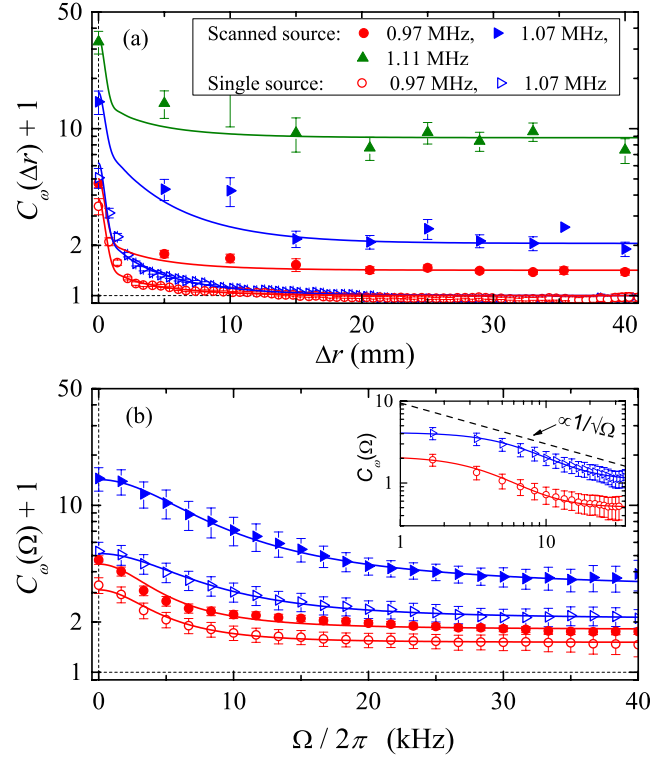 50
(a)
Scanned source: 0.97 MHz, 1.07 MHz,
1.11 MHz
Single source: 0.97 MHz, 1.07 MHz
10
2
1
C_ω(Δr) + 1
0 10 20 30 40
Δr (mm)
50
(b)
10
2
1
C_ω(Ω) + 1
10
1
C_ω(Ω)
∝1/√Ω
1 10
0 10 20 30 40
Ω / 2π (kHz)